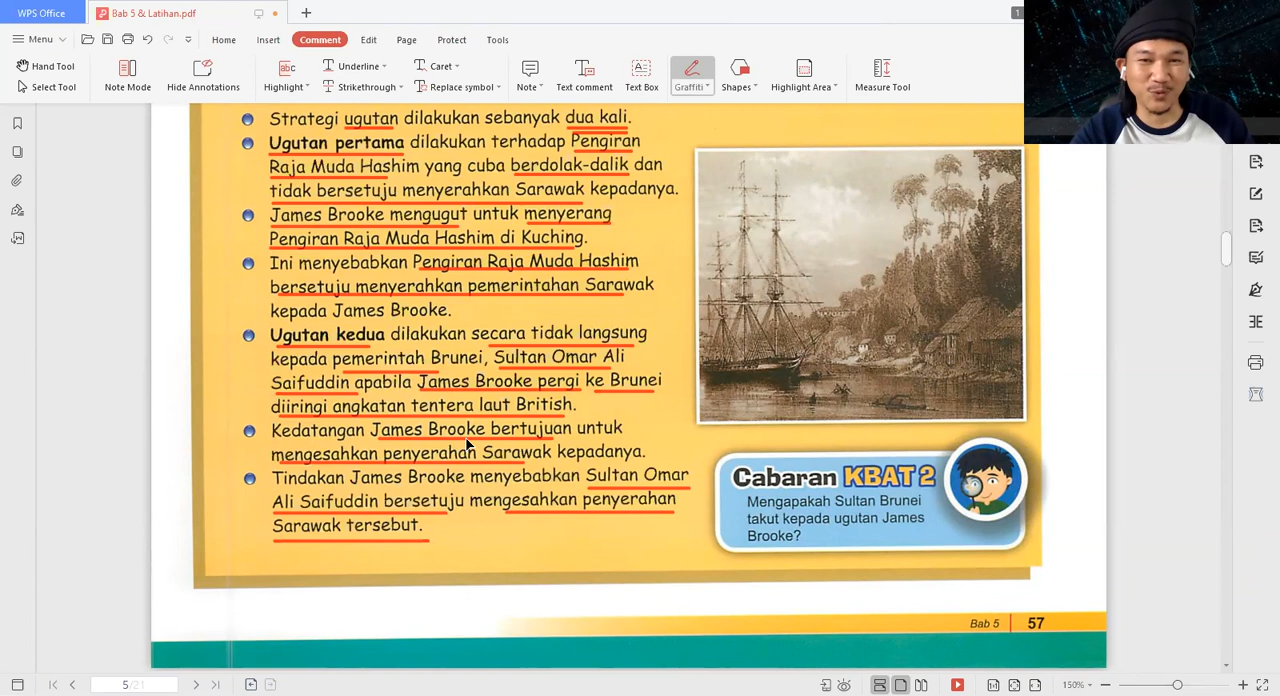 WPS Office
Bab 5 & Latihan.pdf
1
Menu
Home
Insert
Comment
Edit
Page
Protect
Tools
Hand Tool
Select Tool
Note Mode
Hide Annotations
abc
Highlight
Underline
Strikethrough
Caret
Replace symbol
Note
Text comment
Text Box
Graffiti
Shapes
Highlight Area
Measure Tool
Strategi ugutan dilakukan sebanyak dua kali.
Ugutan pertama dilakukan terhadap Pengiran
Raja Muda Hashim yang cuba berdolak-dalik dan
tidak bersetuju menyerahkan Sarawak kepadanya.
James Brooke mengugut untuk menyerang
Pengiran Raja Muda Hashim di Kuching.
Ini menyebabkan Pengiran Raja Muda Hashim
bersetuju menyerahkan pemerintahan Sarawak
kepada James Brooke.
Ugutan kedua dilakukan secara tidak langsung
kepada pemerintah Brunei, Sultan Omar Ali
Saifuddin apabila James Brooke pergi ke Brunei
diiringi angkatan tentera laut British.
Kedatangan James Brooke bertujuan untuk
mengesahkan penyerahan Sarawak kepadanya.
Tindakan James Brooke menyebabkan Sultan Omar
Ali Saifuddin bersetuju mengesahkan penyerahan
Sarawak tersebut.
Cabaran KBAT 2
Mengapakah Sultan Brunei
takut kepada ugutan James
Brooke?
Bab 5
57
5/21
150%